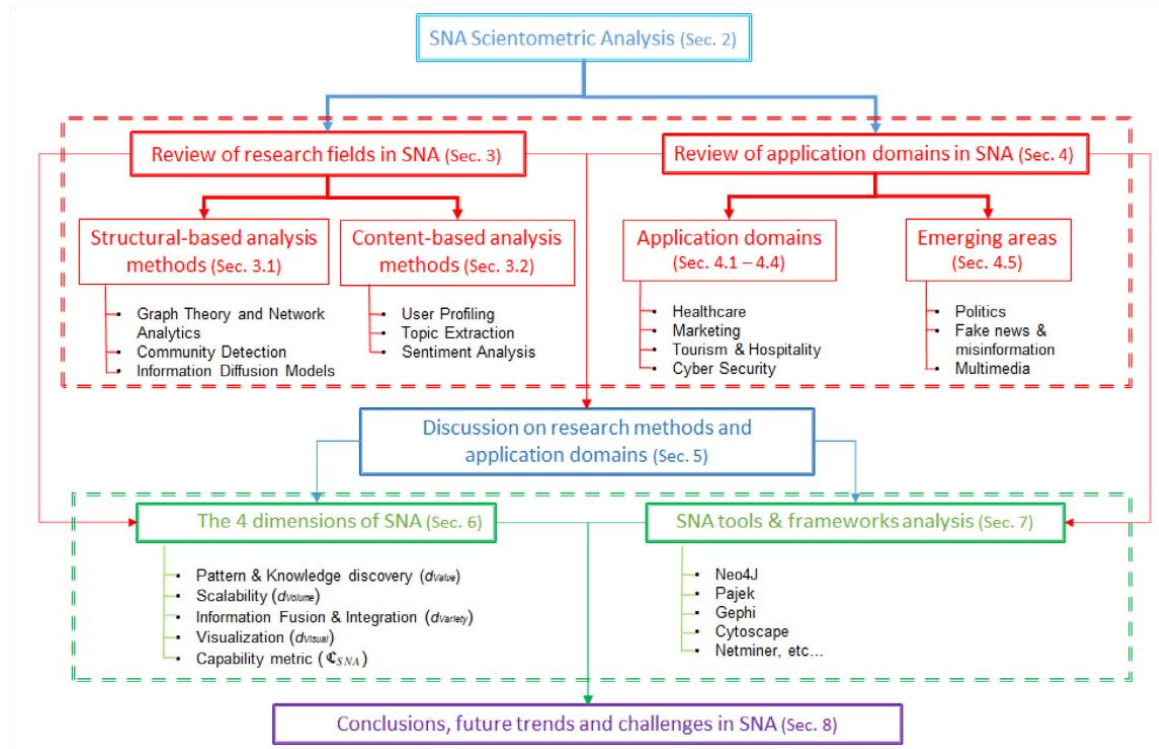 SNA Scientometric Analysis (Sec. 2)
Review of research fields in SNA (Sec. 3)
Review of application domains in SNA (Sec. 4)
Structural-based analysis
methods (Sec. 3.1)
Content-based analysis
methods (Sec. 3.2)
Application domains
(Sec. 4.1 – 4.4)
Emerging areas
(Sec. 4.5)
• Graph Theory and Network
Analytics
• Community Detection
• Information Diffusion Models
• User Profiling
• Topic Extraction
• Sentiment Analysis
• Healthcare
• Marketing
• Tourism & Hospitality
• Cyber Security
• Politics
• Fake news &
misinformation
• Multimedia
Discussion on research methods and
application domains (Sec. 5)
The 4 dimensions of SNA (Sec. 6)
SNA tools & frameworks analysis (Sec. 7)
• Pattern & Knowledge discovery (dValue)
• Scalability (dVolume)
• Information Fusion & Integration (dVariety)
• Visualization (dVisual)
• Capability metric (ℭSNA)
• Neo4J
• Pajek
• Gephi
• Cytoscape
• Netminer, etc...
Conclusions, future trends and challenges in SNA (Sec. 8)